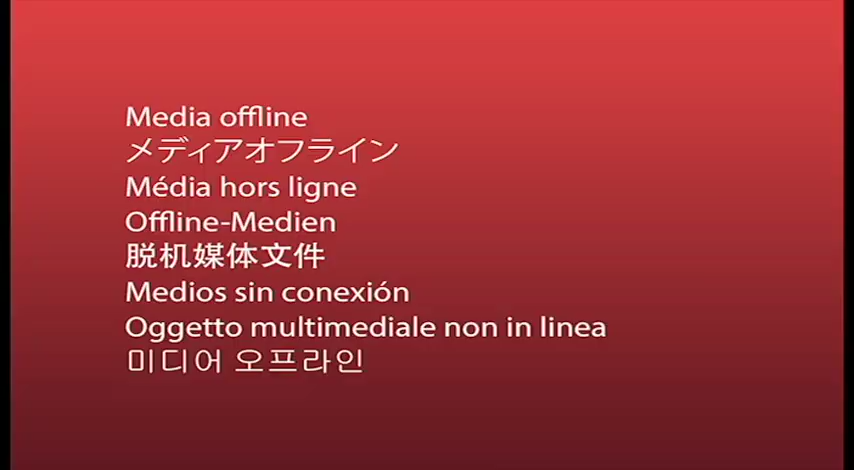 Media offline
メディアオフライン
Média hors ligne
Offline-Medien
脱机媒体文件
Medios sin conexión
Oggetto multimediale non in linea
미디어 오프라인